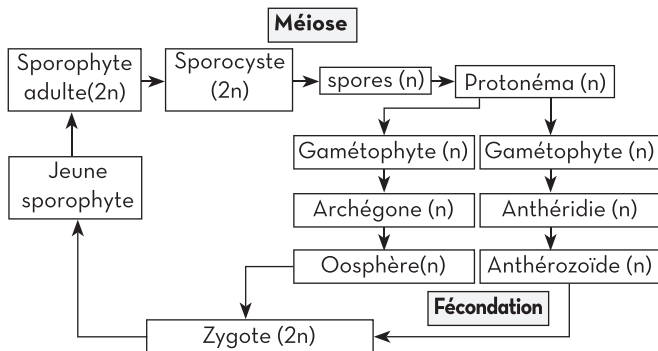 Méiose
Sporophyte
adulte(2n)
Sporocyste
(2n)
spores (n)
Protonéma (n)
Gamétophyte (n)
Gamétophyte (n)
Jeune
sporophyte
Archégone (n)
Anthéridie (n)
Oosphère(n)
Anthérozoïde (n)
Fécondation
Zygote (2n)